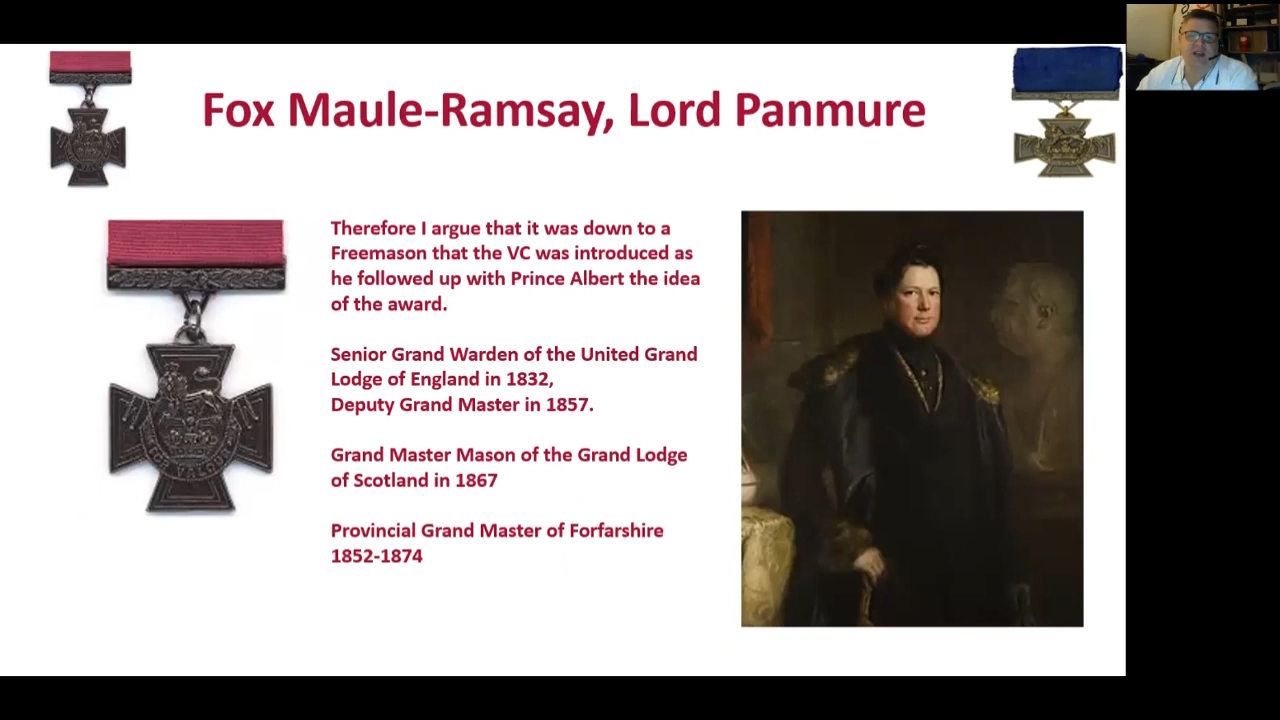 Fox Maule-Ramsay, Lord Panmure
Therefore I argue that it was down to a
Freemason that the VC was introduced as
he followed up with Prince Albert the idea
of the award.
Senior Grand Warden of the United Grand
Lodge of England in 1832,
Deputy Grand Master in 1857.
Grand Master Mason of the Grand Lodge
of Scotland in 1867
Provincial Grand Master of Forfarshire
1852-1874